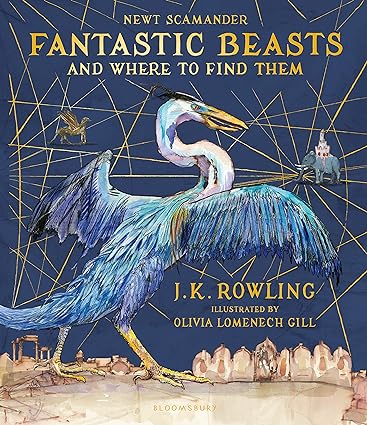 NEWT SCAMANDER
FANTASTIC BEASTS
AND WHERE TO FIND THEM
J.K. ROWLING
ILLUSTRATED BY
OLIVIA LOMENECH GILL
BLOOMSBURY